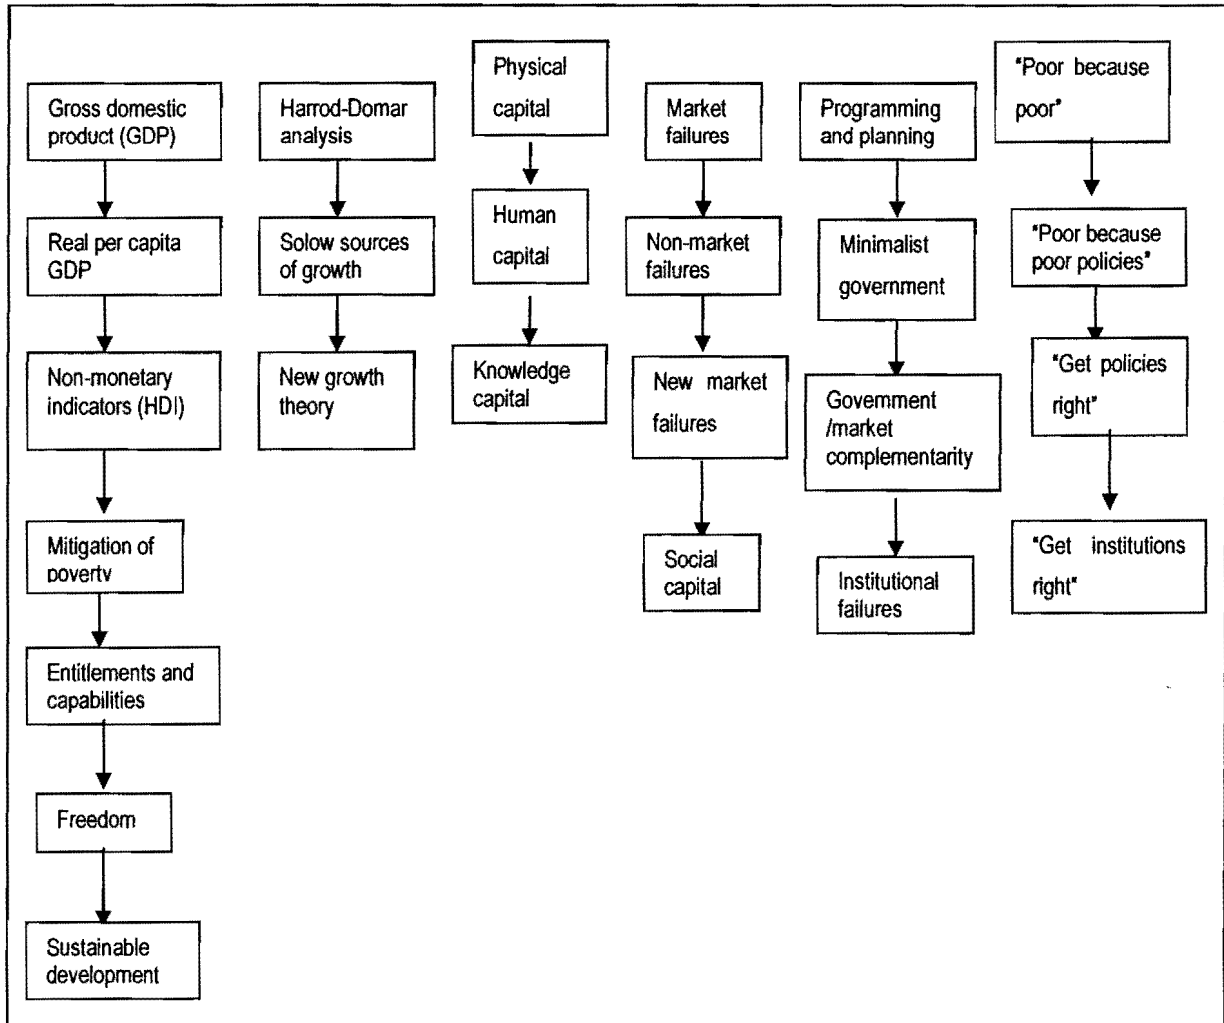 Gross domestic
product (GDP)
Real per capita
GDP
Non-monetary
indicators (HDI)
Mitigation of
poverty
Entitlements and
capabilities
Freedom
Sustainable
development
Harrod-Domar
analysis
Solow sources
of growth
New growth
theory
Physical
capital
Human
capital
Knowledge
capital
Market
failures
Non-market
failures
New market
failures
Social
capital
Programming
and planning
Minimalist
government
Government
/market
complementarity
Institutional
failures
"Poor because
poor"
"Poor because
poor policies"
"Get policies
right"
"Get institutions
right"